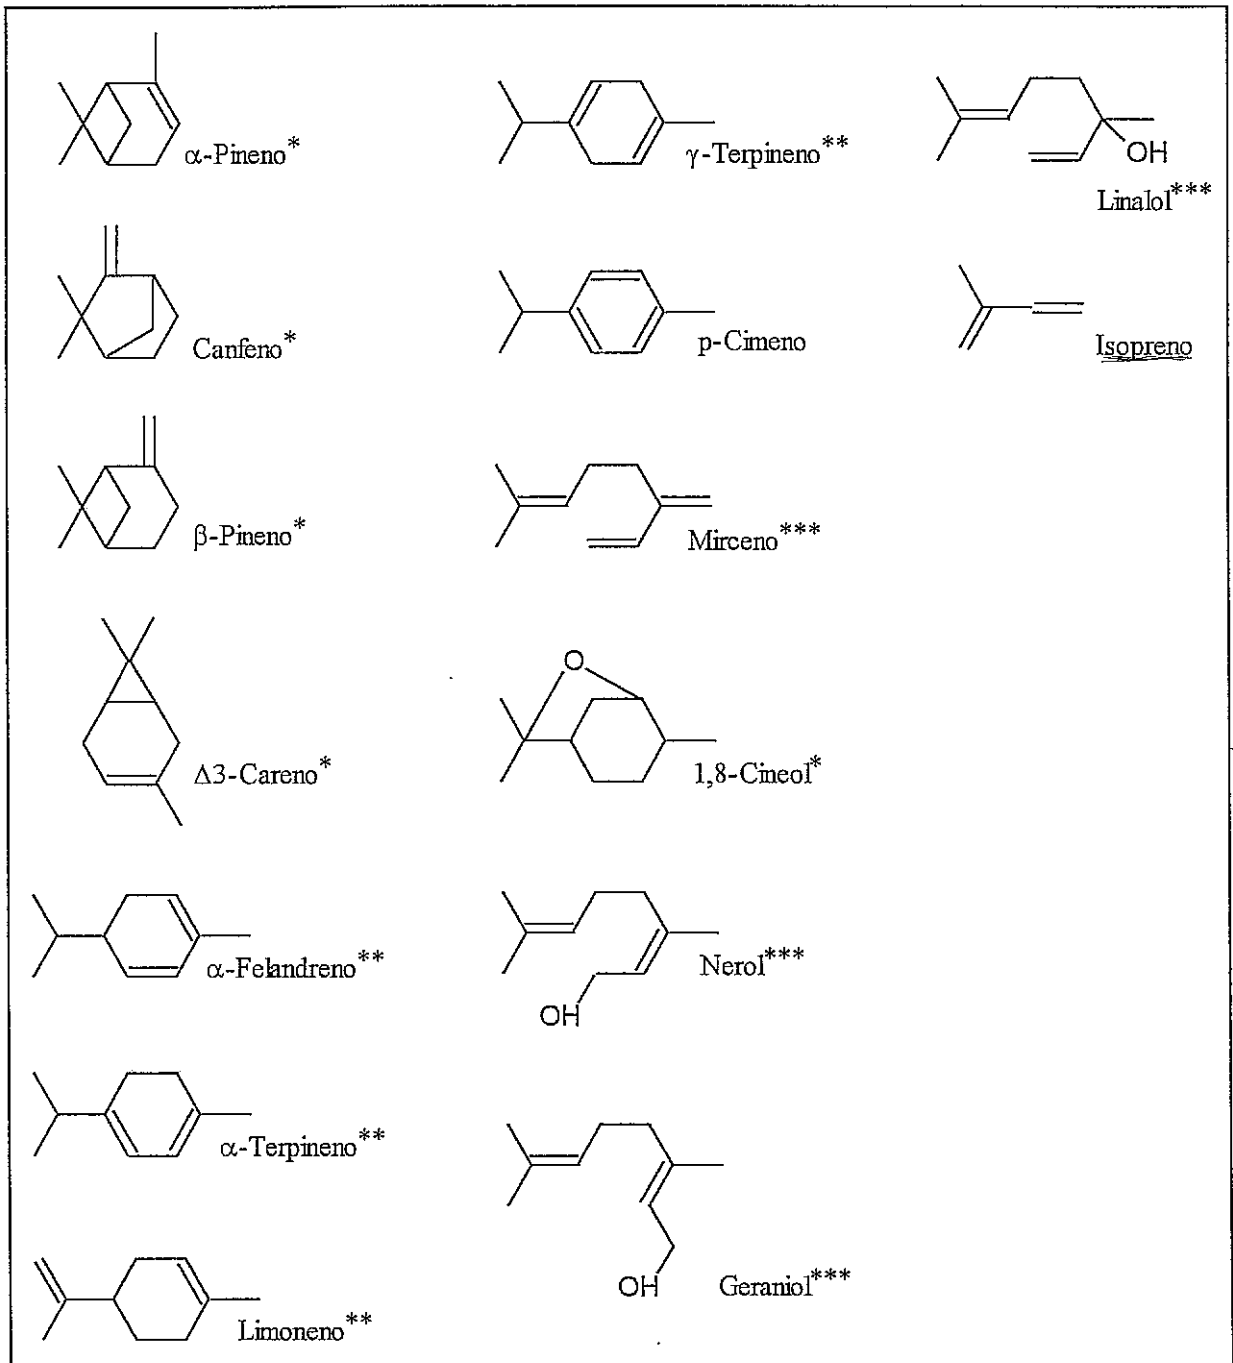 α-Pineno*
Canfeno*
β-Pineno*
Δ3-Careno*
α-Felandreno**
α-Terpineno**
Limoneno**
γ-Terpineno**
p-Cimeno
Mirceno***
O
1,8-Cineol*
OH
Nerol***
OH
Geraniol***
OH
Linalol***
Isopreno